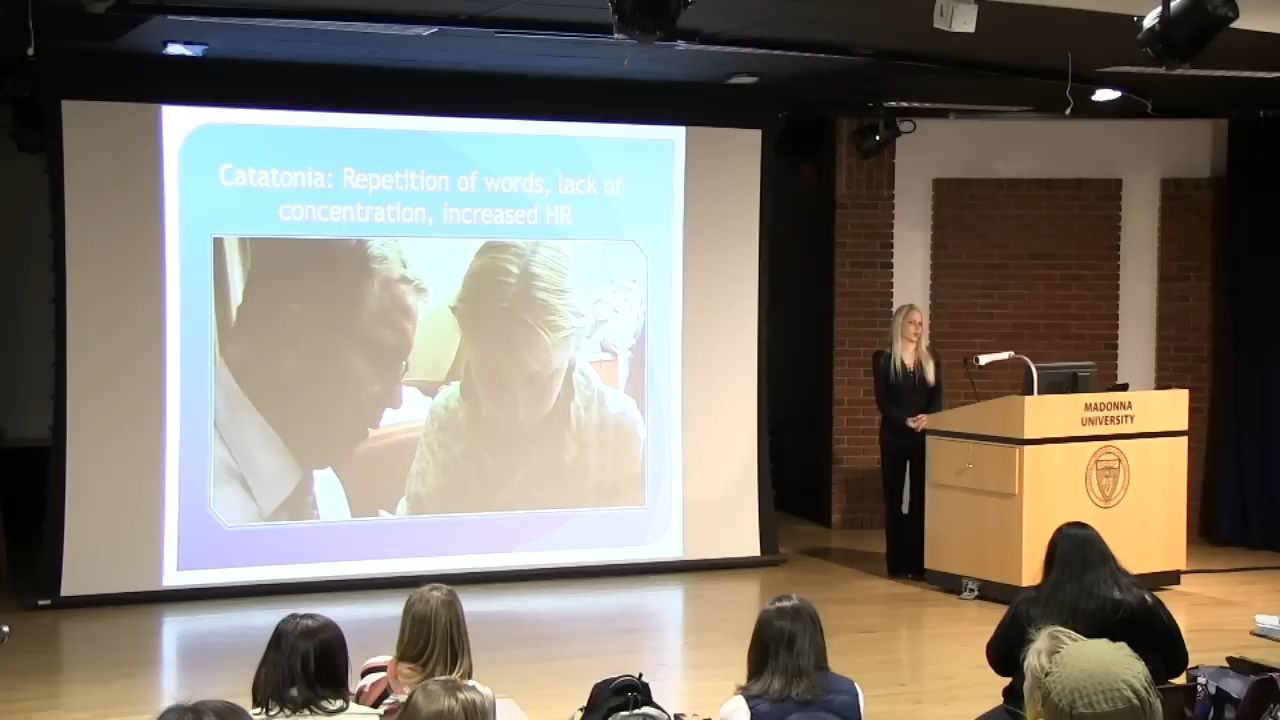 Catatonia: Repetition of words, lack of
concentration, increased HR
MADONNA
UNIVERSITY